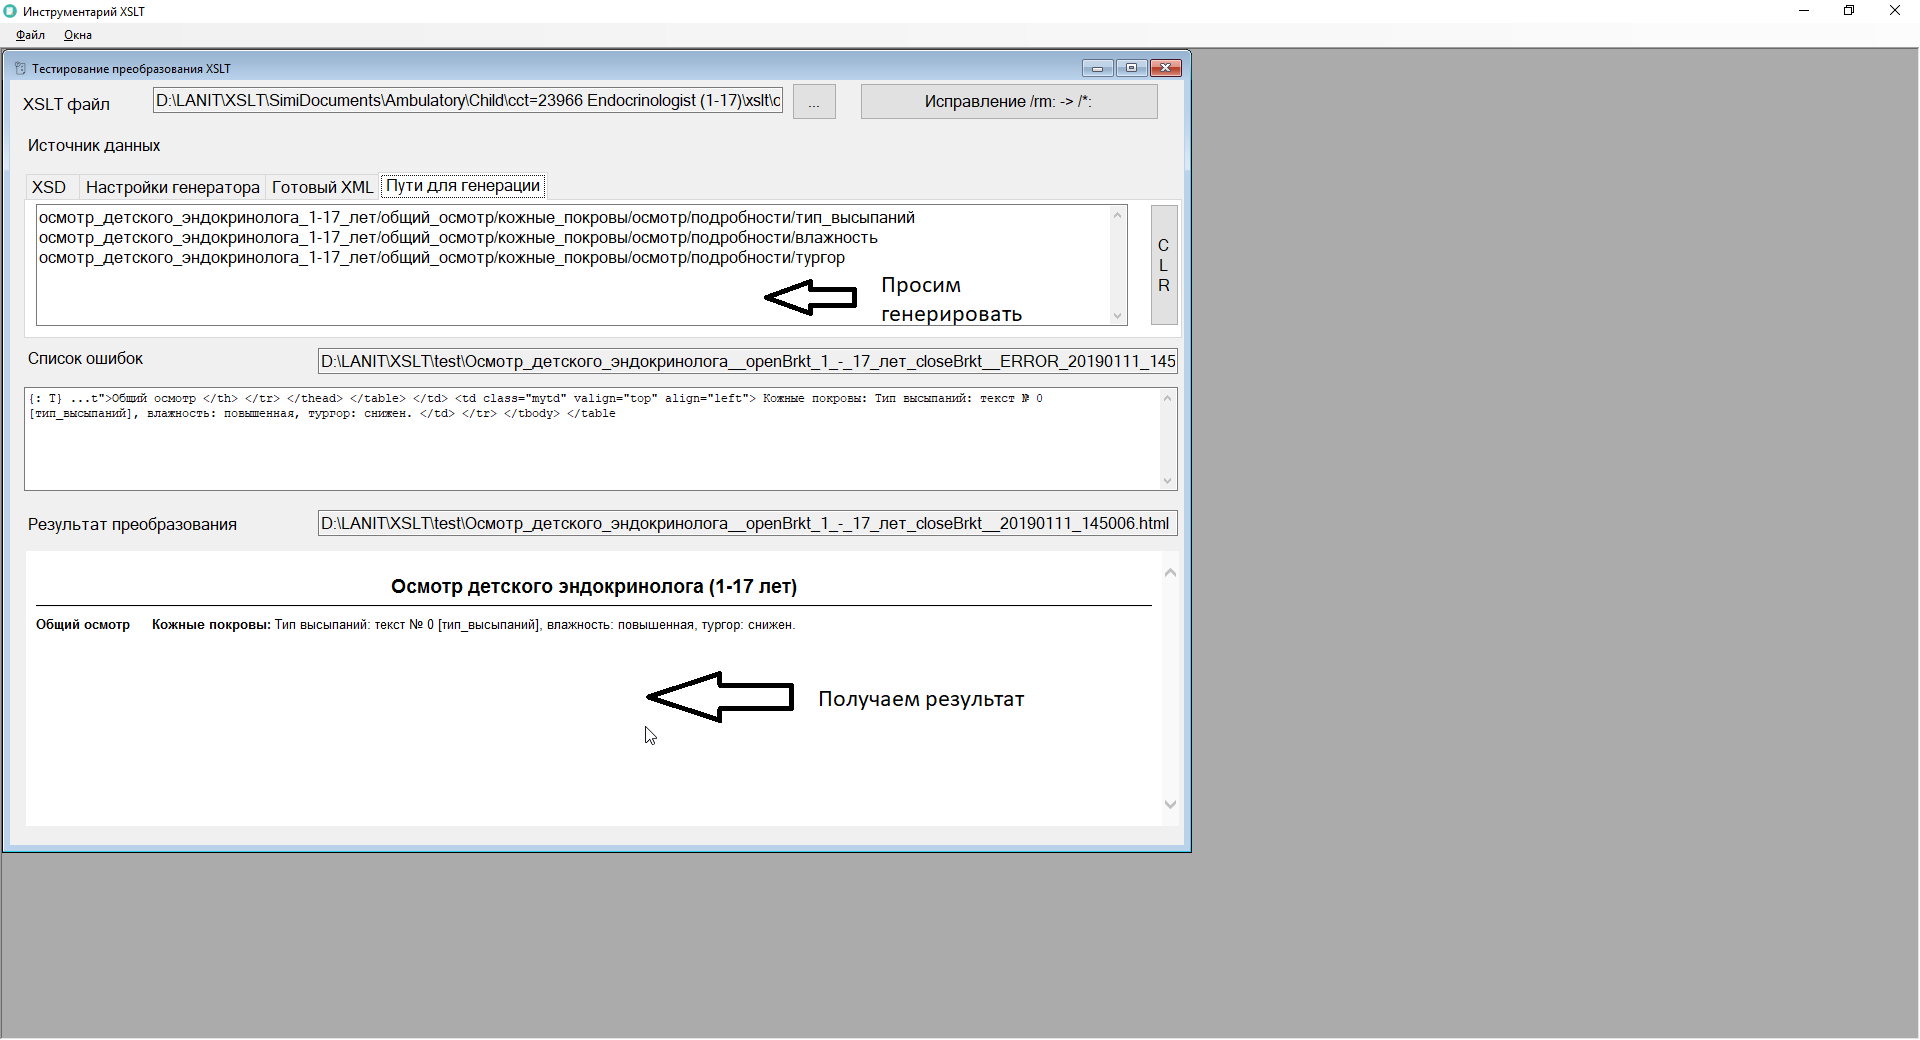 Инструментарий XSLT
Файл Окна
Тестирование преобразования XSLT
XSLT файл
D:\LANIT\XSLT\SimiDocuments\Ambulatory\Child\cct=23966 Endocrinologist (1-17)\xslt\c
...
Исправление /rm: -> /*:
Источник данных
XSD Настройки генератора Готовый XML Пути для генерации
осмотр_детского_эндокринолога_1-17_лет/общий_осмотр/кожные_покровы/осмотр/подробности/тип_высыпаний
осмотр_детского_эндокринолога_1-17_лет/общий_осмотр/кожные_покровы/осмотр/подробности/влажность
осмотр_детского_эндокринолога_1-17_лет/общий_осмотр/кожные_покровы/осмотр/подробности/тургор
Просим
генерировать
C
L
R
Список ошибок
D:\LANIT\XSLT\test\Осмотр_детского_эндокринолога__openBrkt_1_-_17_лет_closeBrkt__ERROR_20190111_145
{: T} ...t">Общий осмотр </th> </tr> </thead> </table> </td> <td class="mytd" valign="top" align="left"> Кожные покровы: Тип высыпаний: текст № 0
[тип_высыпаний], влажность: повышенная, тургор: снижен. </td> </tr> </tbody> </table
Результат преобразования
D:\LANIT\XSLT\test\Осмотр_детского_эндокринолога__openBrkt_1_-_17_лет_closeBrkt__20190111_145006.html
Осмотр детского эндокринолога (1-17 лет)
Общий осмотр Кожные покровы: Тип высыпаний: текст № 0 [тип_высыпаний], влажность: повышенная, тургор: снижен.
Получаем результат